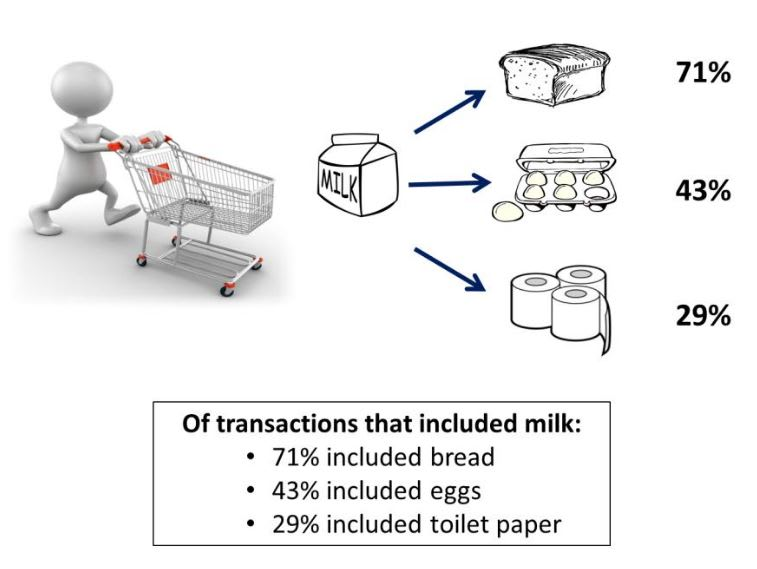 71%
MILK
43%
29%
Of transactions that included milk:
• 71% included bread
• 43% included eggs
• 29% included toilet paper